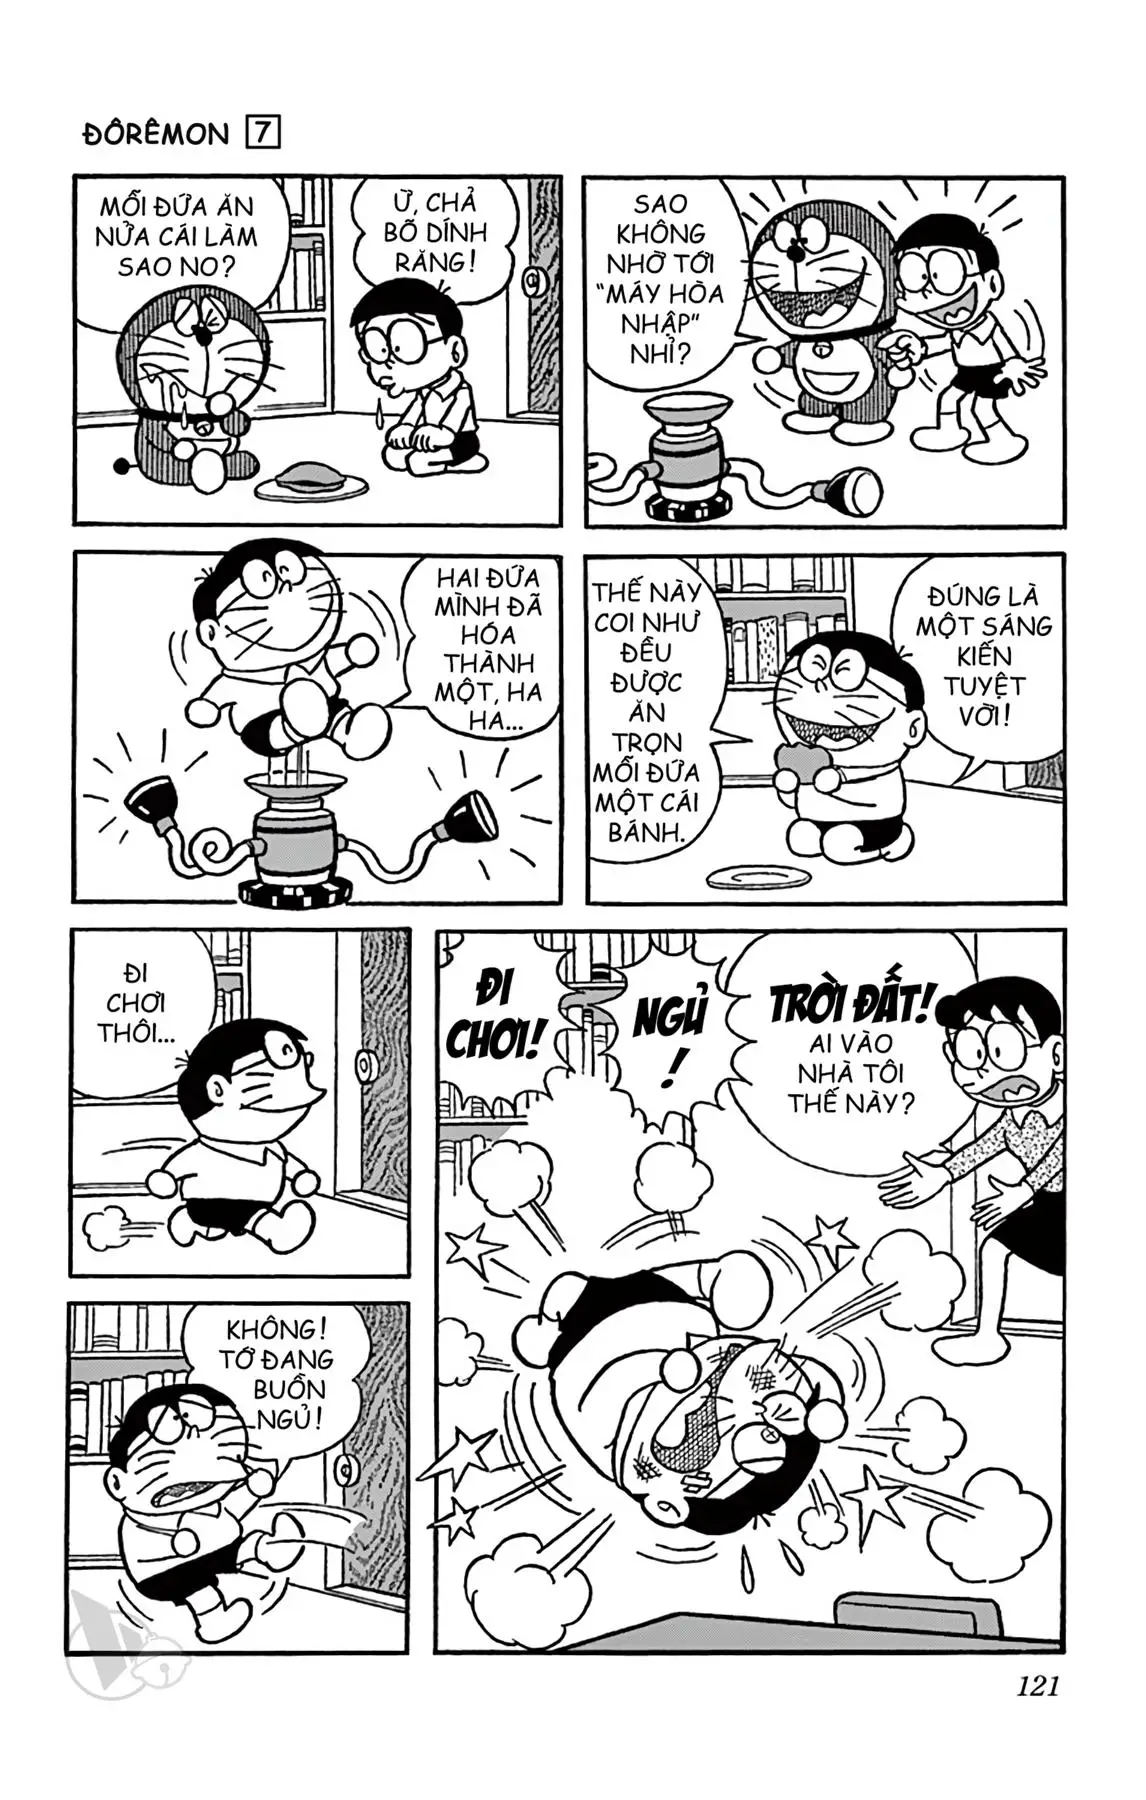 ĐÔRÊMON 7
MỖI ĐỨA ĂN
NỬA CÁI LÀM
SAO NO?
Ừ, CHẢ
BÕ DÍNH
RĂNG!
SAO
KHÔNG
NHỜ TỚI
“MÁY HÒA
NHẬP”
NHỈ?
HAI ĐỨA
MÌNH ĐÃ
HÓA
THÀNH
MỘT, HA
HA...
THẾ NÀY
COI NHƯ
ĐỀU
ĐƯỢC
ĂN
TRỌN
MỖI ĐỨA
MỘT CÁI
BÁNH.
ĐÚNG LÀ
MỘT SÁNG
KIẾN
TUYỆT
VỜI!
ĐI
CHƠI
THÔI...
KHÔNG!
TỚ ĐANG
BUỒN
NGỦ!
ĐI
CHƠI!
NGỦ
!
TRỜI ĐẤT!
AI VÀO
NHÀ TÔI
THẾ NÀY?
121